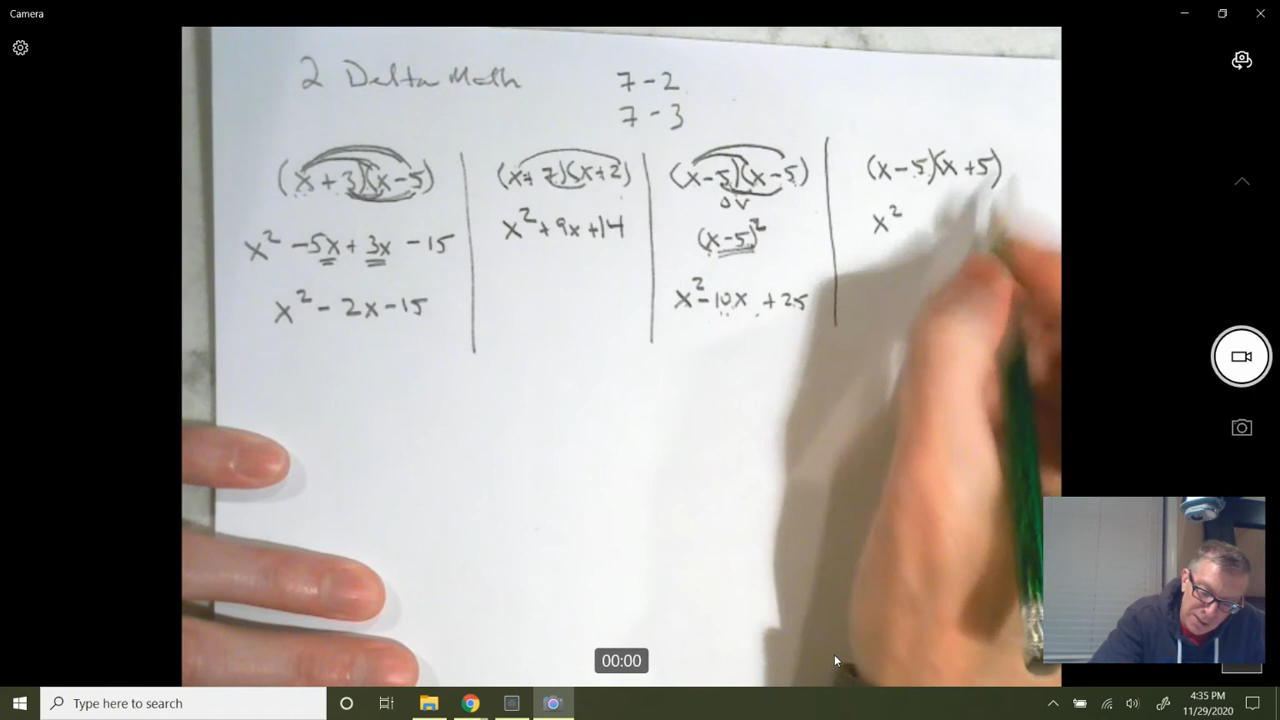 Camera
2 Delta Math
7 - 2
7 - 3
(x + 3)(x - 5)
x² - 5x + 3x - 15
x² - 2x - 15
(x + 7)(x + 2)
x² + 9x + 14
(x - 5)(x - 5)
or
(x - 5)²
x² - 10x + 25
(x - 5)(x + 5)
x²
00:00
Type here to search
4:35 PM
11/29/2020